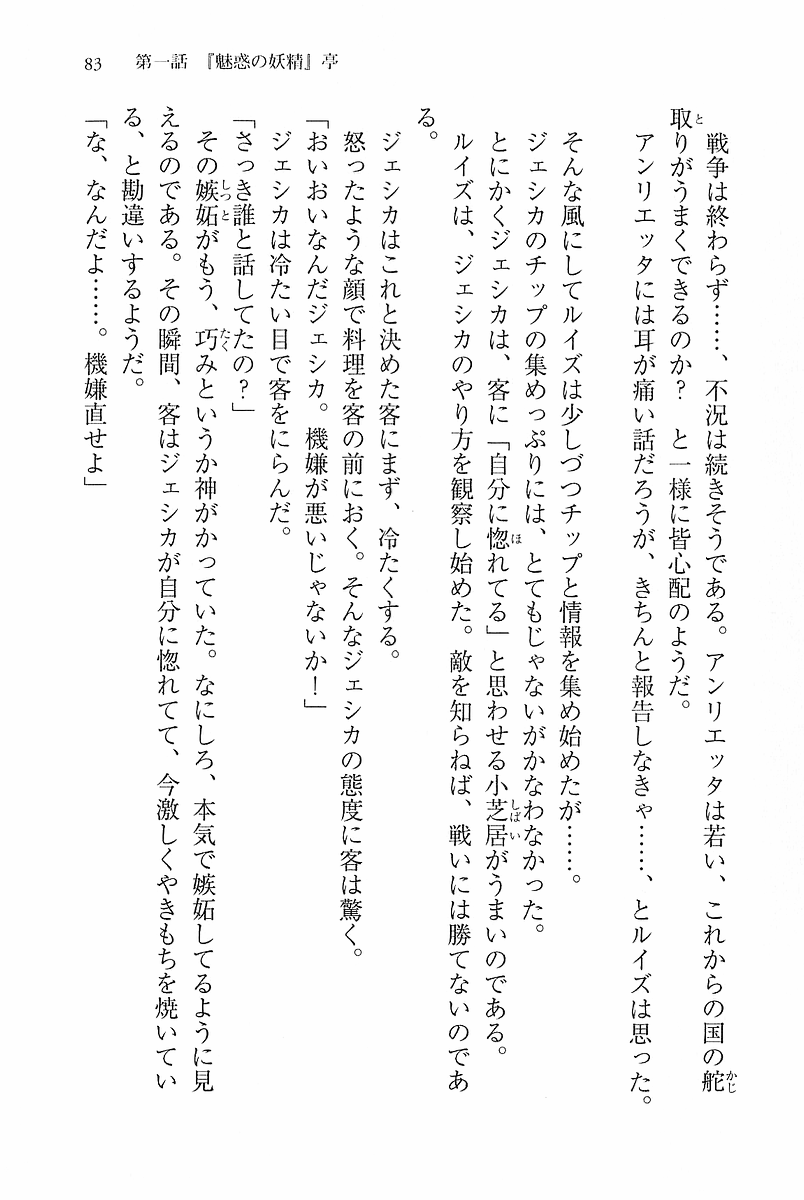 83　第一話　『魅惑の妖精』亭
戦争は終わらず……、不況は続きそうである。アンリエッタは若い、これからの国の舵
取りがうまくできるのか？　と一様に皆心配のようだ。
アンリエッタには耳が痛い話だろうが、きちんと報告しなきゃ……、とルイズは思った。
そんな風にしてルイズは少しづつチップと情報を集め始めたが……。
ジェシカのチップの集めっぷりには、とてもじゃないがかなわなかった。
とにかくジェシカは、客に「自分に惚れてる」と思わせる小芝居がうまいのである。
ルイズは、ジェシカのやり方を観察し始めた。敵を知らねば、戦いには勝てないのであ
る。
ジェシカはこれと決めた客にまず、冷たくする。
怒ったような顔で料理を客の前におく。そんなジェシカの態度に客は驚く。
「おいおいなんだジェシカ。機嫌が悪いじゃないか！」
ジェシカは冷たい目で客をにらんだ。
「さっき誰と話してたの？」
その嫉妬がもう、巧みというか神がかっていた。なにしろ、本気で嫉妬してるように見
えるのである。その瞬間、客はジェシカが自分に惚れてて、今激しくやきもちを焼いてい
る、と勘違いするようだ。
「な、なんだよ……。機嫌直せよ」